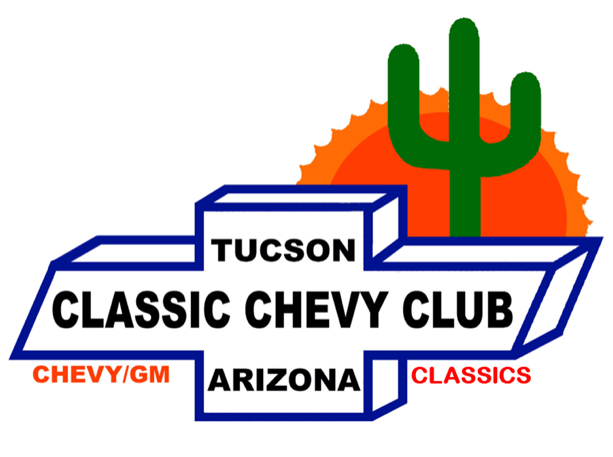 TUCSON
CLASSIC CHEVY CLUB
CHEVY/GM ARIZONA CLASSICS